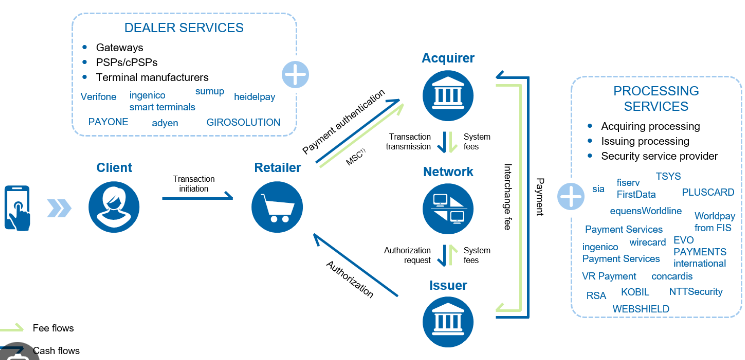 DEALER SERVICES
Gateways
PSPs/cPSPs
Terminal manufacturers
Verifone
ingenico
smart terminals
sumup
heidelpay
PAYONE
adyen
GIROSOLUTION
Client
Transaction
initiation
Retailer
Payment authentication
MSC¹⁾
Acquirer
Transaction
transmission
System
fees
Network
Authorization
request
System
fees
Issuer
Authorization
Interchange fee
Payment
PROCESSING
SERVICES
Acquiring processing
Issuing processing
Security service provider
TSYS
sia
fiserv
FirstData
PLUSCARD
equensWorldline
Worldpay
from FIS
Payment Services
wirecard
EVO
PAYMENTS
international
ingenico
Payment Services
VR Payment
concardis
RSA
KOBIL
NTTSecurity
WEBSHIELD
Fee flows
Cash flows